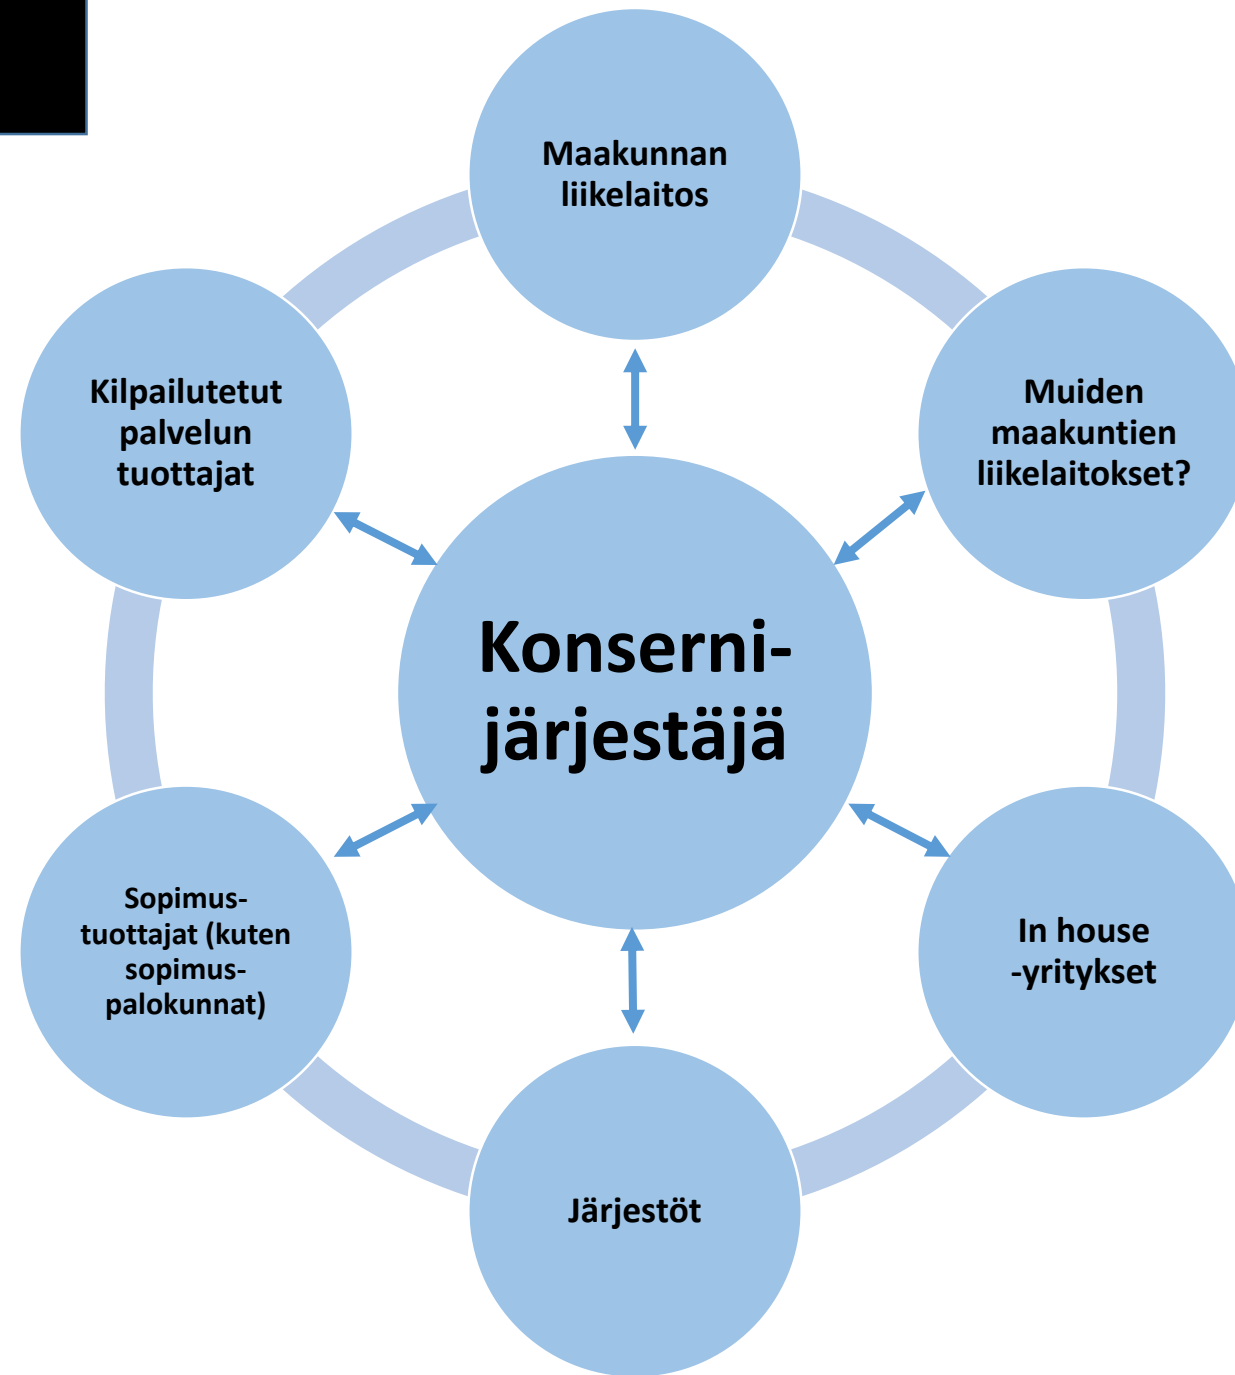 Maakunnan
liikelaitos
Kilpailutetut
palvelun
tuottajat
Muiden
maakuntien
liikelaitokset?
Konserni-
järjestäjä
Sopimus-
tuottajat (kuten
sopimus-
palokunnat)
In house
-yritykset
Järjestöt